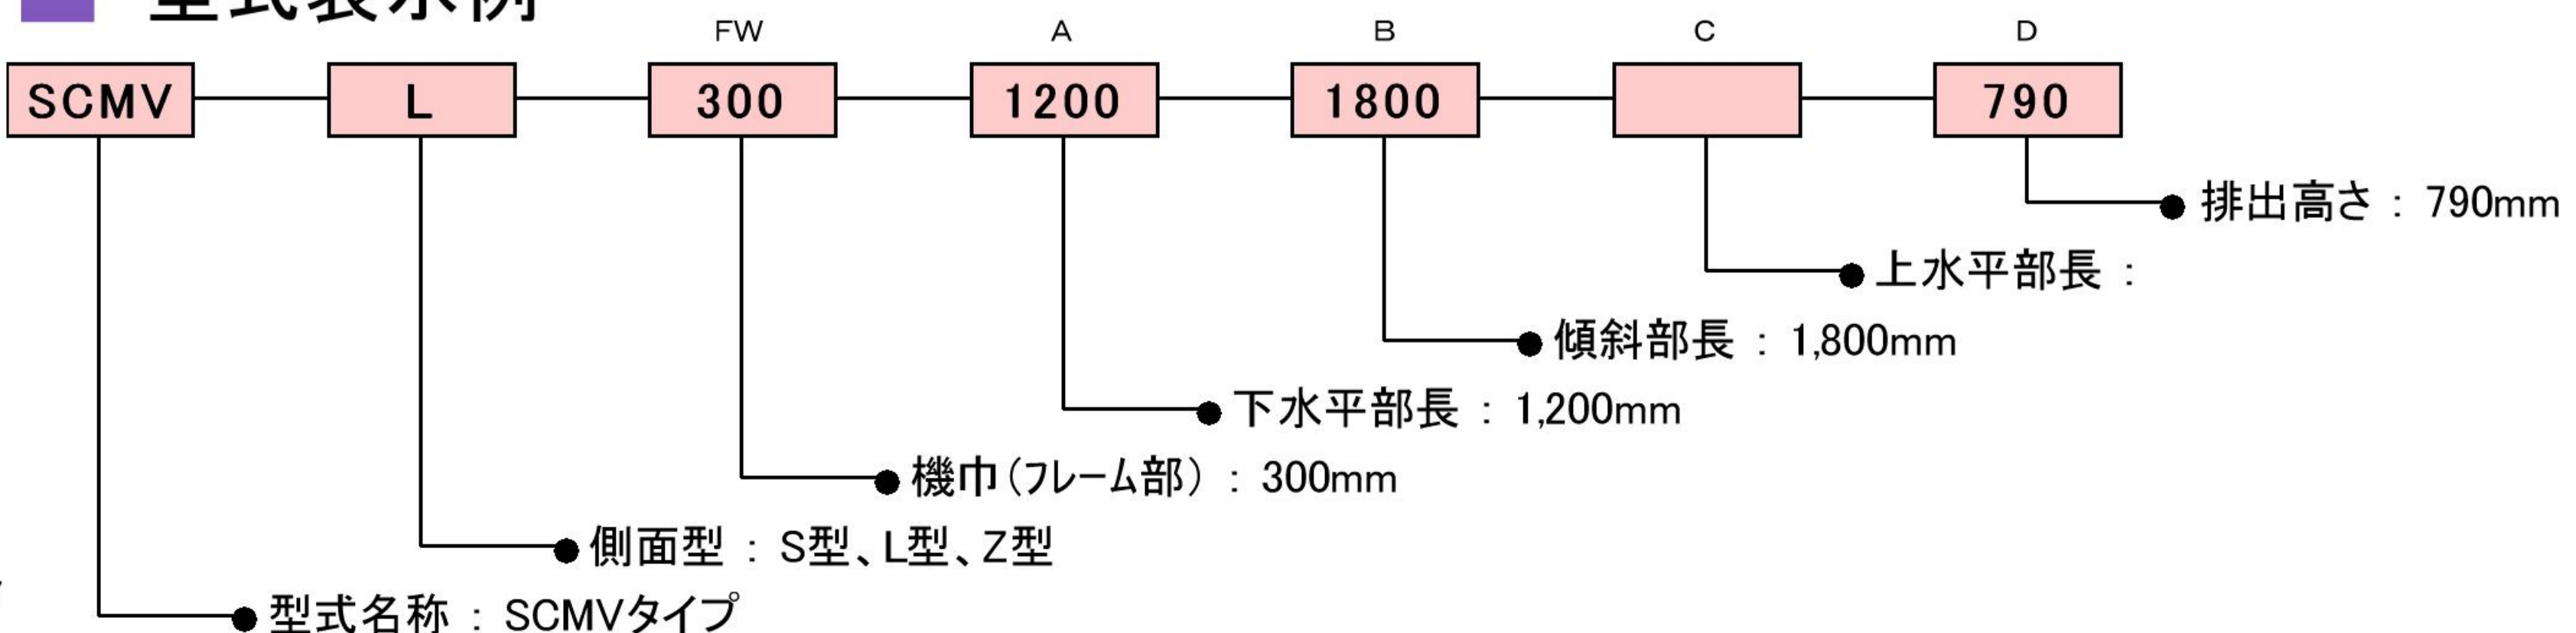 型式表示例
FW A B C D
SCMV L 300 1200 1800 790
排出高さ : 790mm
上水平部長 :
傾斜部長 : 1,800mm
下水平部長 : 1,200mm
機巾(フレーム部) : 300mm
側面型 : S型、L型、Z型
型式名称 : SCMVタイプ